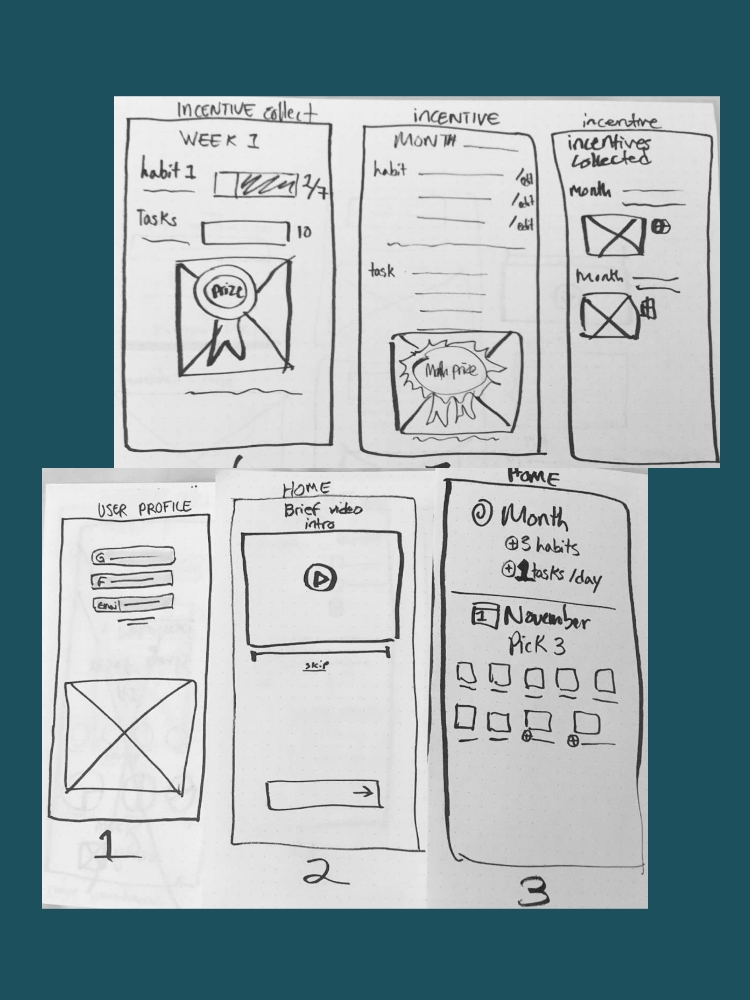 INCENTIVE collect
WEEK 1
habit 1
2/7
Tasks
10
Prize
incentive
MONTH
habit
/edit
/edit
/edit
task
Month prize
incentive
incentives
collected
Month
Month
USER PROFILE
G
F
email
1
HOME
Brief video
intro
skip
2
HOME
Month
3 habits
1 tasks/day
1 November
Pick 3
3